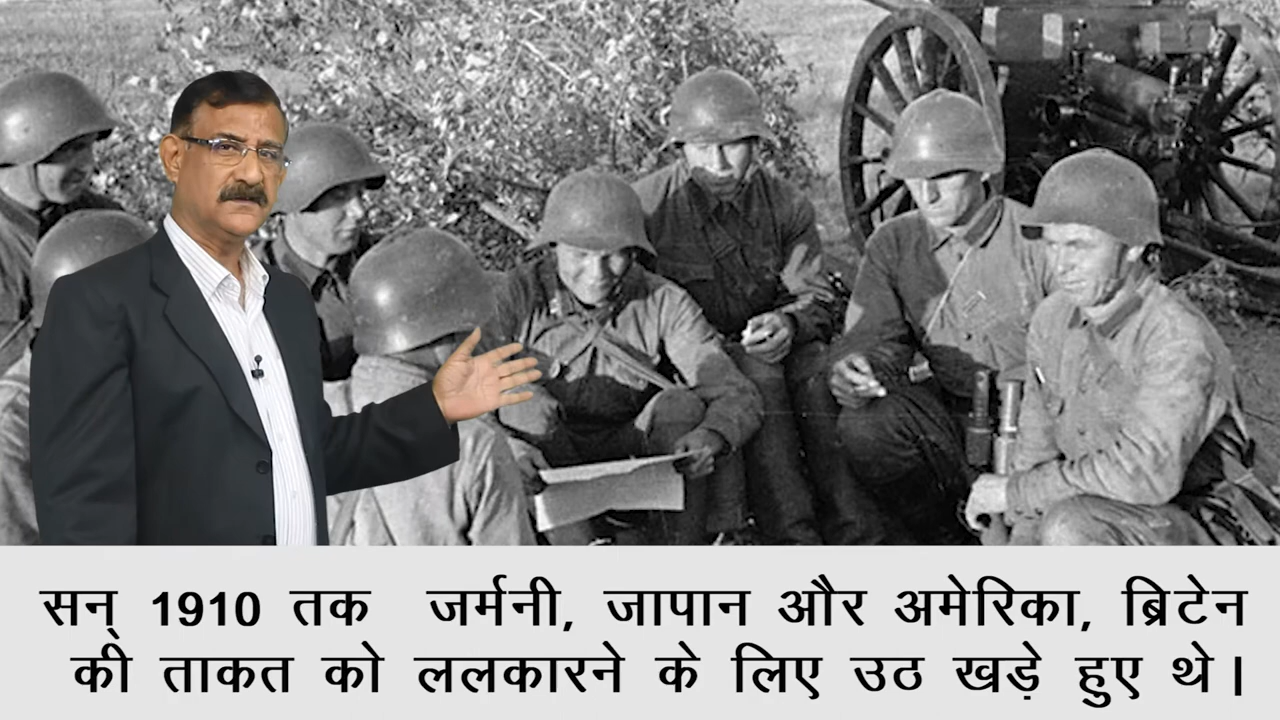 सन् 1910 तक जर्मनी, जापान और अमेरिका, ब्रिटेन
की ताकत को ललकारने के लिए उठ खड़े हुए थे।